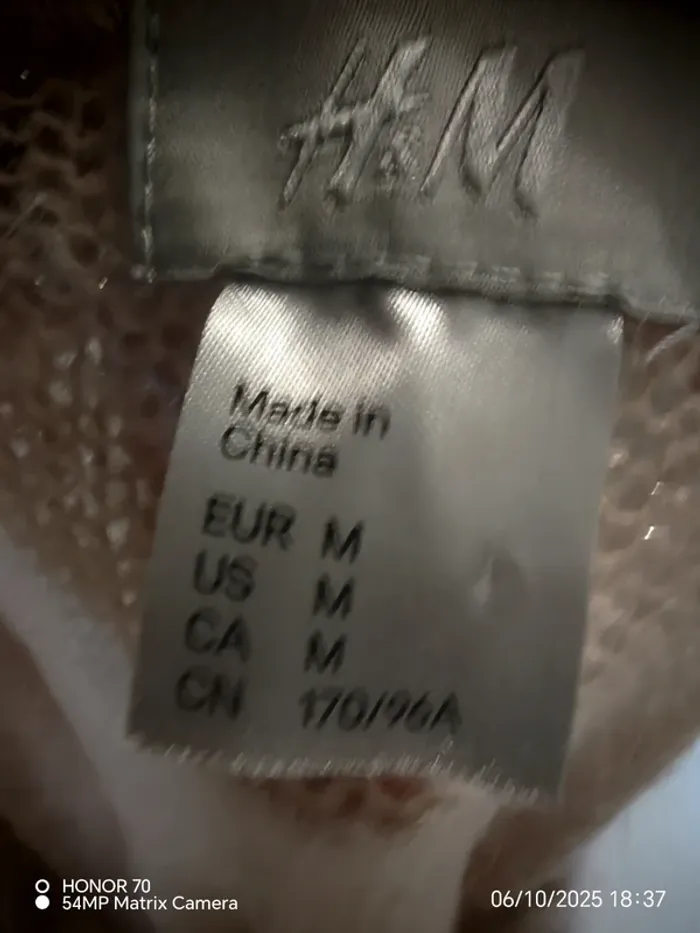 H&M
Made in
China
EUR M
US M
CA M
CN 170/96A
HONOR 70
54MP Matrix Camera
06/10/2025 18:37